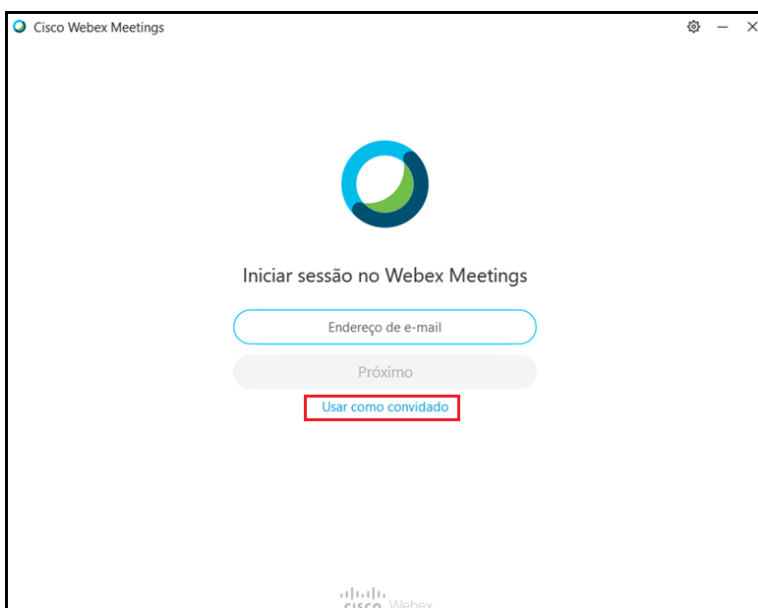 Cisco Webex Meetings
Iniciar sessão no Webex Meetings
Endereço de e-mail
Próximo
Usar como convidado
cisco Webex